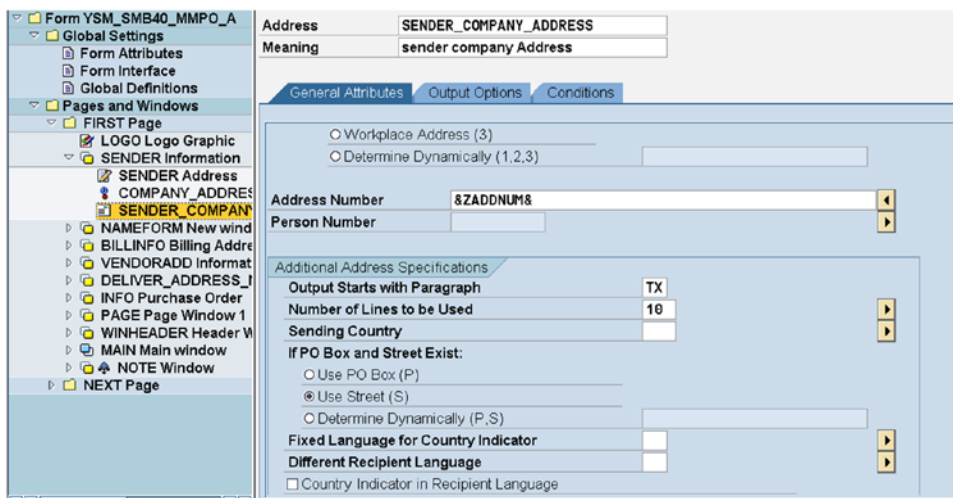 Form YSM_SMB40_MMPO_A
Global Settings
Form Attributes
Form Interface
Global Definitions
Pages and Windows
FIRST Page
LOGO Logo Graphic
SENDER Information
SENDER Address
COMPANY_ADDRES
SENDER_COMPAN
NAMEFORM New wind
BILLINFO Billing Addre
VENDORADD Informat
DELIVER_ADDRESS_
INFO Purchase Order
PAGE Page Window 1
WINHEADER Header W
MAIN Main window
NOTE Window
NEXT Page
Address SENDER_COMPANY_ADDRESS
Meaning sender company Address
General Attributes Output Options Conditions
Workplace Address (3)
Determine Dynamically (1,2,3)
Address Number &ZADDNUM&
Person Number
Additional Address Specifications
Output Starts with Paragraph TX
Number of Lines to be Used 10
Sending Country
If PO Box and Street Exist:
Use PO Box (P)
Use Street (S)
Determine Dynamically (P,S)
Fixed Language for Country Indicator
Different Recipient Language
Country Indicator in Recipient Language